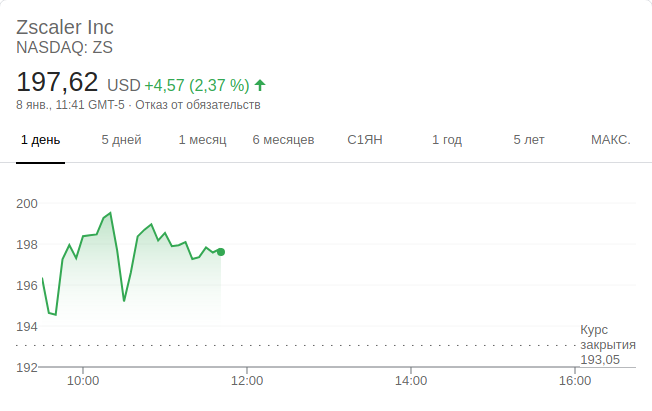 Zscaler Inc
NASDAQ: ZS
197,62 USD +4,57 (2,37 %)
8 янв., 11:41 GMT-5 · Отказ от обязательств
1 день 5 дней 1 месяц 6 месяцев С1ЯН 1 год 5 лет МАКС.
200
198
196
194
Курс
закрытия
193,05
192
10:00 12:00 14:00 16:00